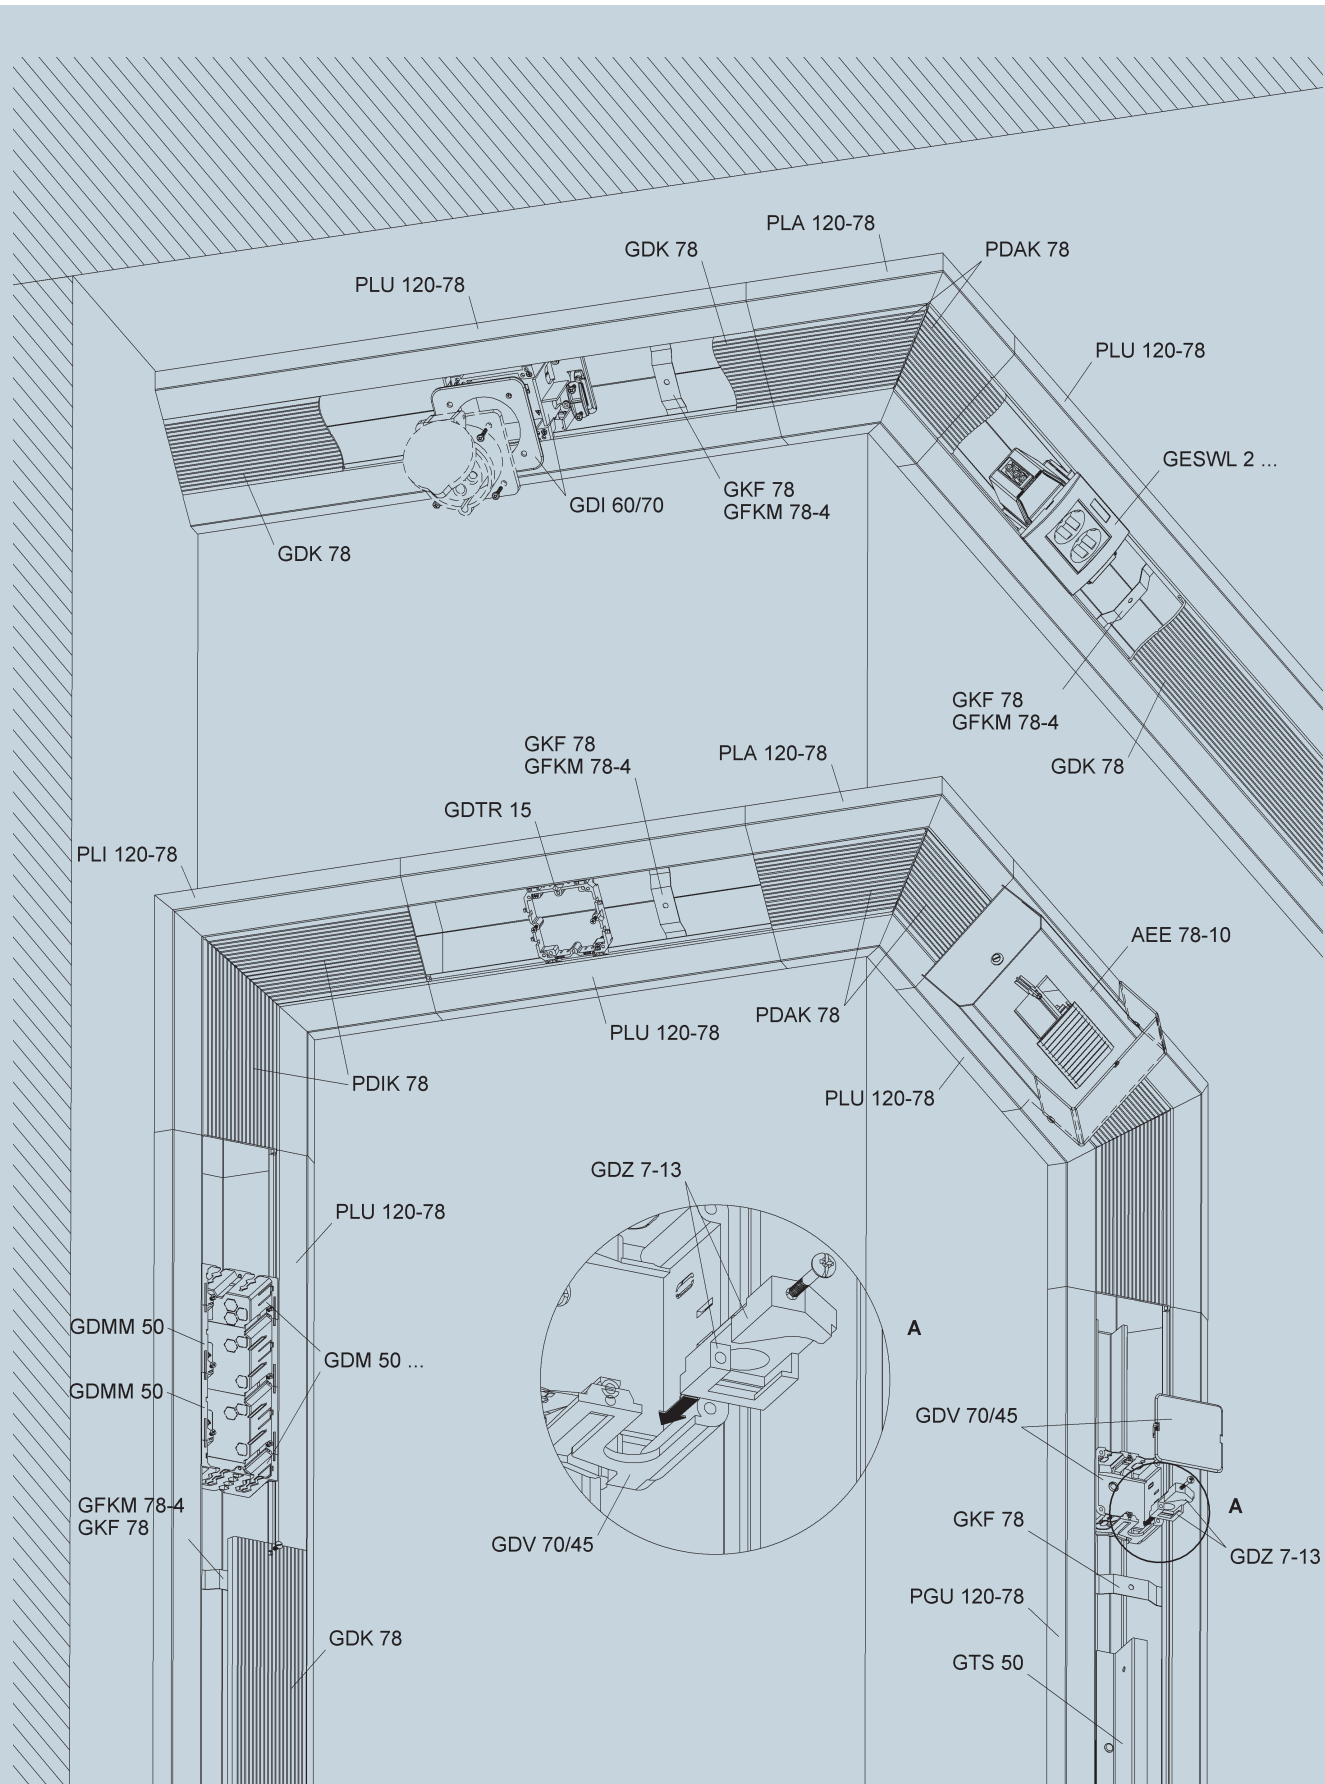 PLA 120-78
GDK 78
PDAK 78
PLU 120-78
PLU 120-78
GESWL 2 ...
GKF 78
GFKM 78-4
GDI 60/70
GDK 78
GKF 78
GFKM 78-4
GDK 78
GKF 78
GFKM 78-4
PLA 120-78
GDTR 15
PLI 120-78
AEE 78-10
PDAK 78
PLU 120-78
PDIK 78
PLU 120-78
GDZ 7-13
PLU 120-78
A
GDMM 50
GDM 50 ...
GDMM 50
GDV 70/45
GFKM 78-4
GKF 78
A
GKF 78
GDV 70/45
GDZ 7-13
PGU 120-78
GDK 78
GTS 50